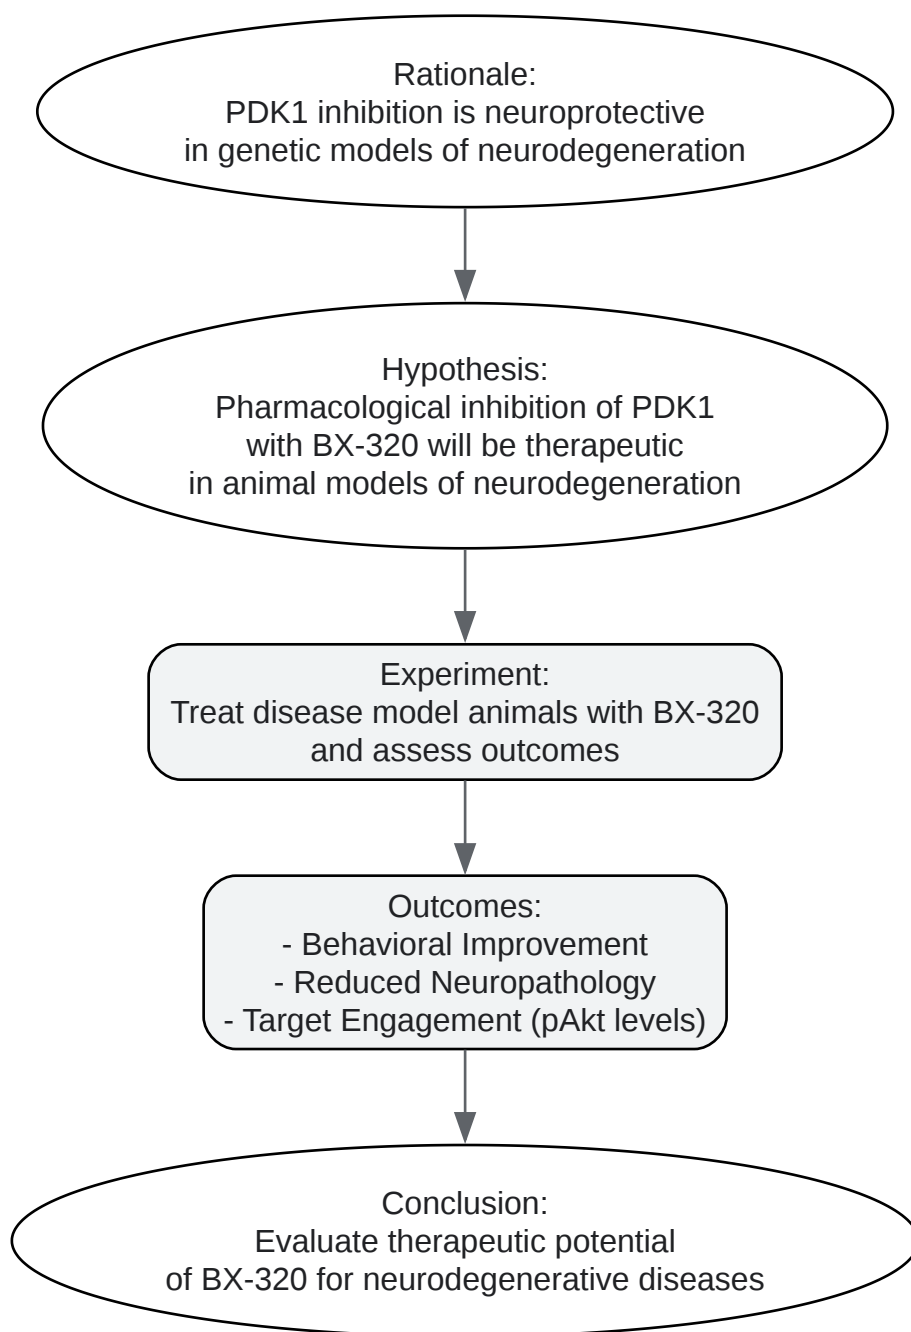 Rationale:
PDK1 inhibition is neuroprotective
in genetic models of neurodegeneration
Hypothesis:
Pharmacological inhibition of PDK1
with BX-320 will be therapeutic
in animal models of neurodegeneration
Experiment:
Treat disease model animals with BX-320
and assess outcomes
Outcomes:
- Behavioral Improvement
- Reduced Neuropathology
- Target Engagement (pAkt levels)
Conclusion:
Evaluate therapeutic potential
of BX-320 for neurodegenerative diseases